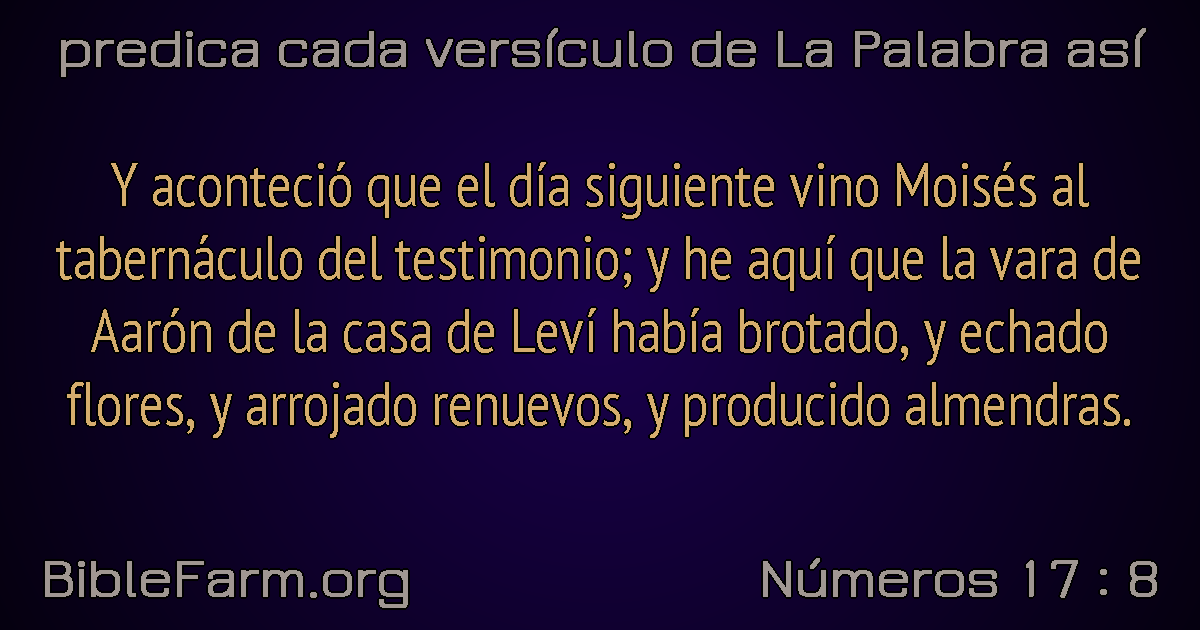 predica cada versículo de La Palabra así
Y aconteció que el día siguiente vino Moisés al
tabernáculo del testimonio; y he aquí que la vara de
Aarón de la casa de Leví había brotado, y echado
flores, y arrojado renuevos, y producido almendras.
BibleFarm.org
Números 17 : 8